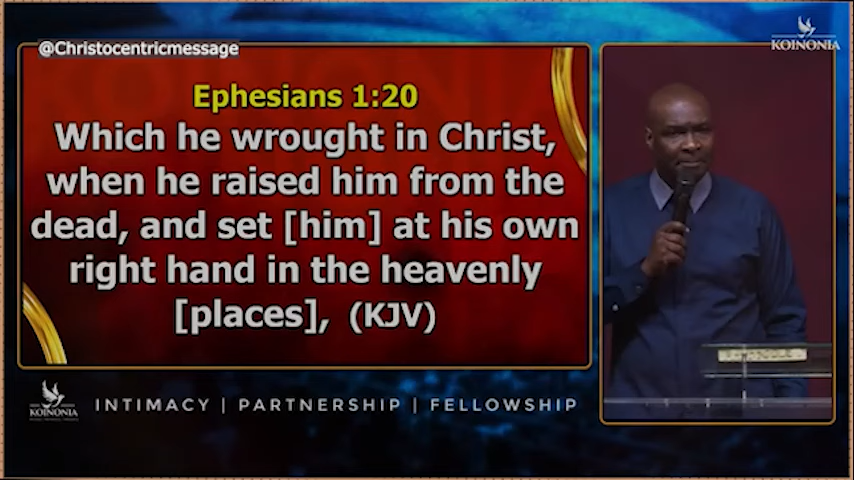 @Christocentricmessage
KOINONIA
Ephesians 1:20
Which he wrought in Christ,
when he raised him from the
dead, and set [him] at his own
right hand in the heavenly
[places], (KJV)
KOINONIA
INTIMACY | PARTNERSHIP | FELLOWSHIP